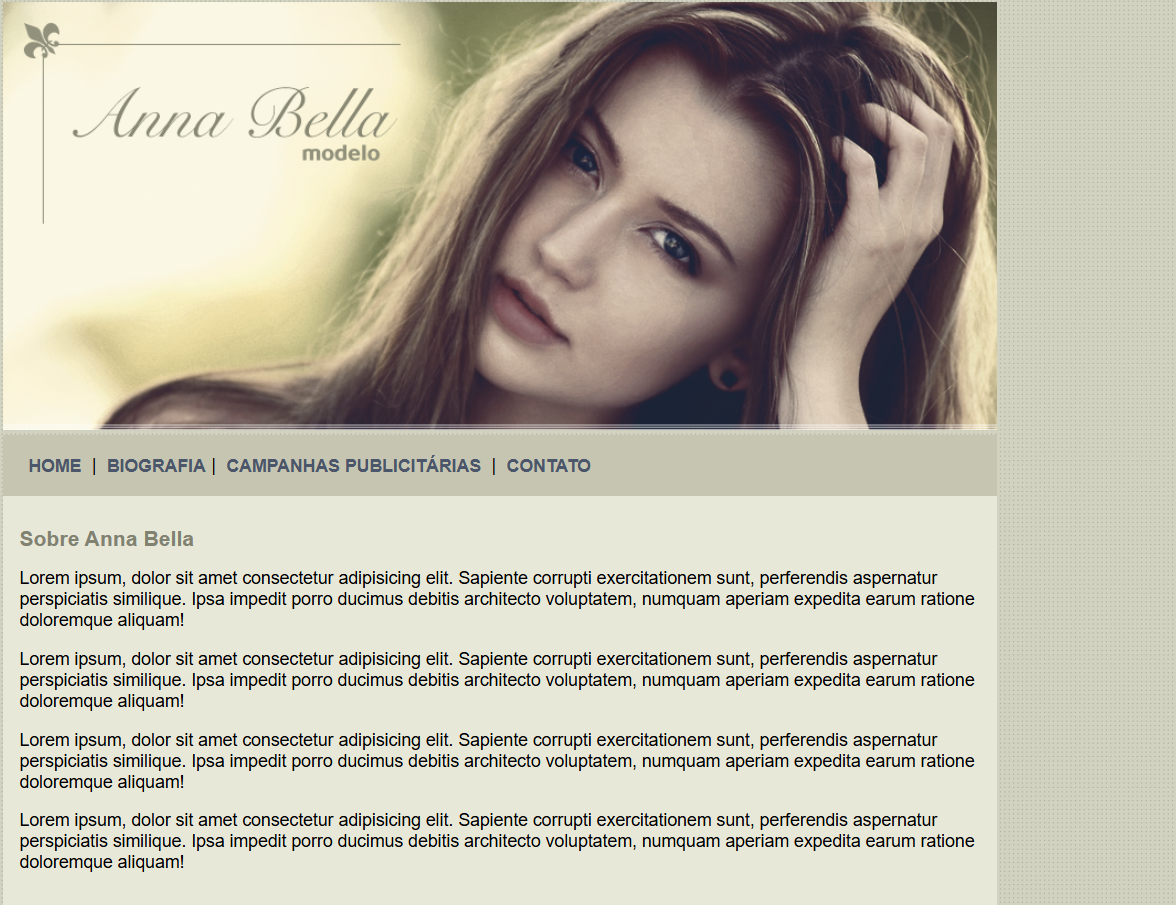 Anna Bella
modelo
HOME | BIOGRAFIA | CAMPANHAS PUBLICITÁRIAS | CONTATO
Sobre Anna Bella
Lorem ipsum, dolor sit amet consectetur adipisicing elit. Sapiente corrupti exercitationem sunt, perferendis aspernatur
perspiciatis similique. Ipsa impedit porro ducimus debitis architecto voluptatem, numquam aperiam expedita earum ratione
doloremque aliquam!
Lorem ipsum, dolor sit amet consectetur adipisicing elit. Sapiente corrupti exercitationem sunt, perferendis aspernatur
perspiciatis similique. Ipsa impedit porro ducimus debitis architecto voluptatem, numquam aperiam expedita earum ratione
doloremque aliquam!
Lorem ipsum, dolor sit amet consectetur adipisicing elit. Sapiente corrupti exercitationem sunt, perferendis aspernatur
perspiciatis similique. Ipsa impedit porro ducimus debitis architecto voluptatem, numquam aperiam expedita earum ratione
doloremque aliquam!
Lorem ipsum, dolor sit amet consectetur adipisicing elit. Sapiente corrupti exercitationem sunt, perferendis aspernatur
perspiciatis similique. Ipsa impedit porro ducimus debitis architecto voluptatem, numquam aperiam expedita earum ratione
doloremque aliquam!